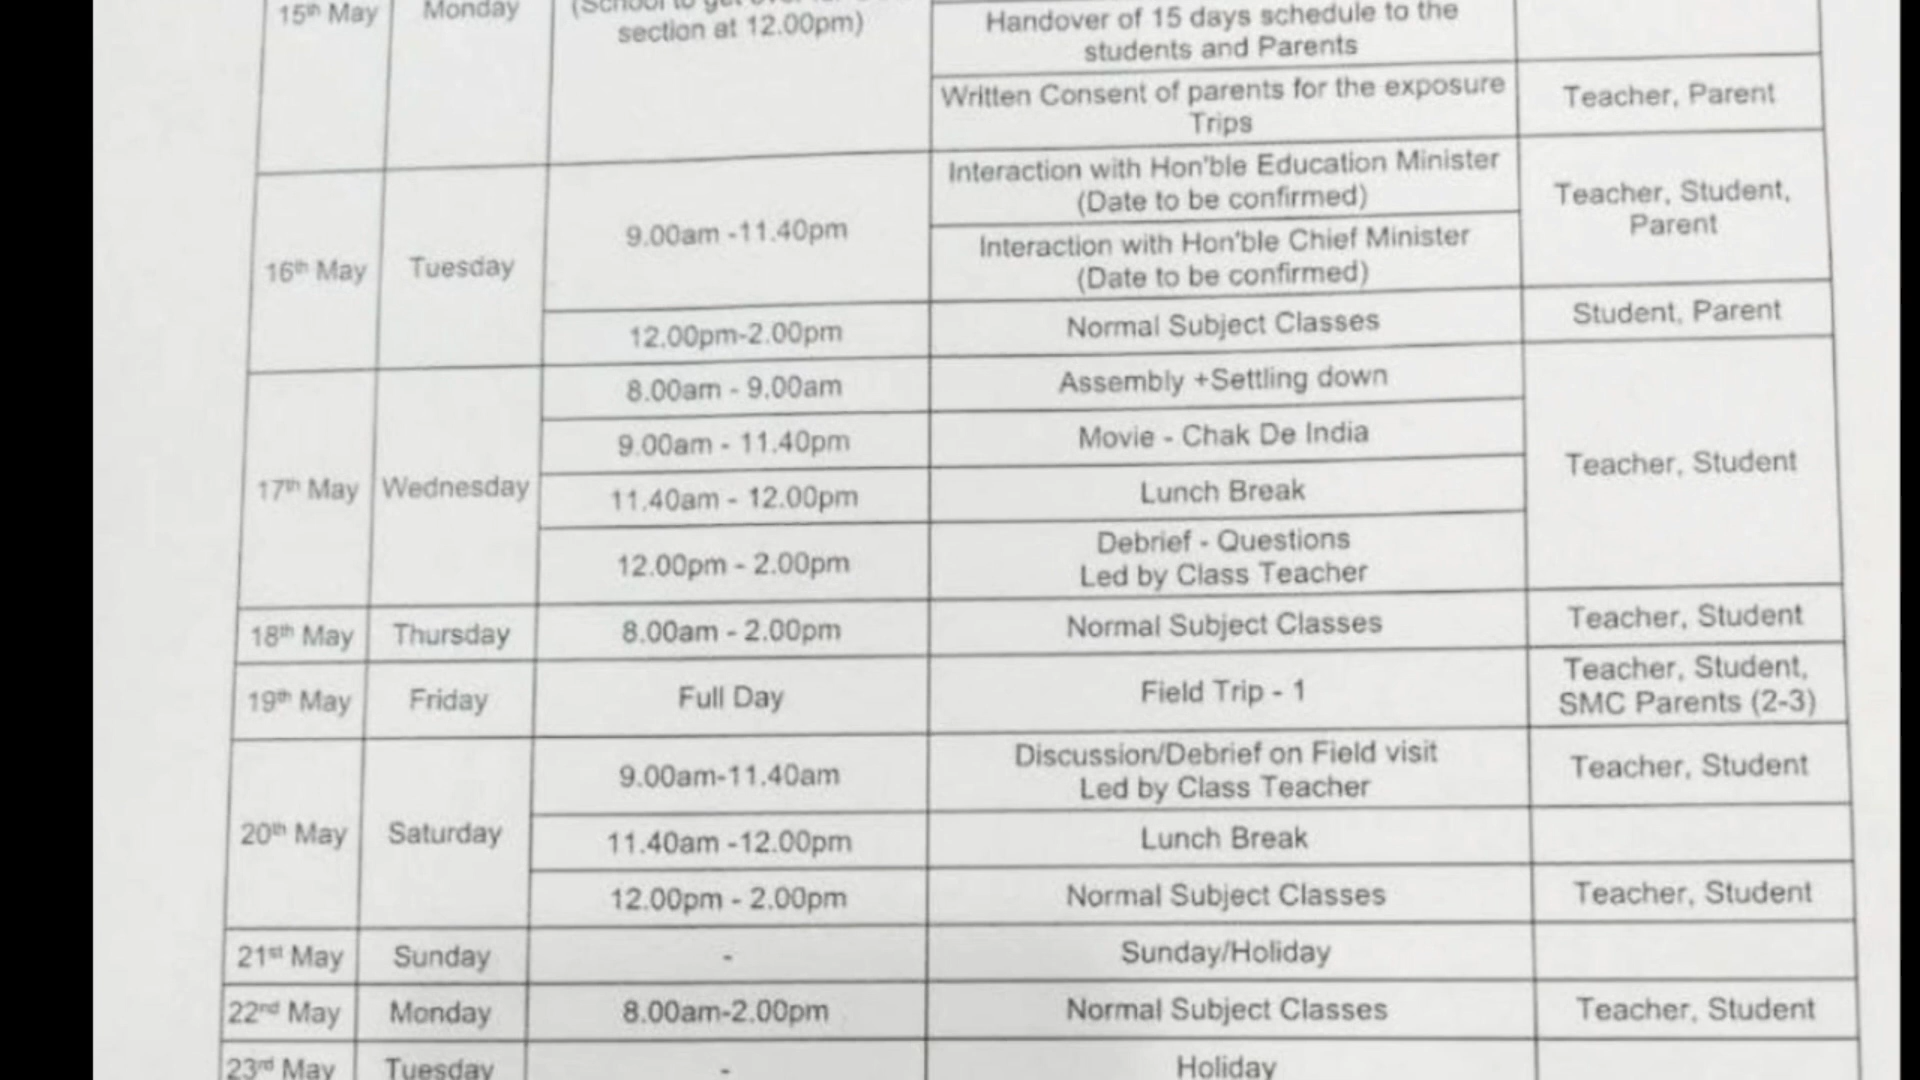 15th May Monday
section at 12.00pm)
Handover of 15 days schedule to the
students and Parents
Written Consent of parents for the exposure
Trips
Teacher, Parent
16th May Tuesday
9.00am -11.40pm
Interaction with Hon'ble Education Minister
(Date to be confirmed)
Interaction with Hon'ble Chief Minister
(Date to be confirmed)
Teacher, Student,
Parent
12.00pm-2.00pm Normal Subject Classes Student, Parent
17th May Wednesday
8.00am - 9.00am Assembly +Settling down
9.00am - 11.40pm Movie - Chak De India
11.40am - 12.00pm Lunch Break
12.00pm - 2.00pm
Debrief - Questions
Led by Class Teacher
Teacher, Student
18th May Thursday 8.00am - 2.00pm Normal Subject Classes Teacher, Student
19th May Friday Full Day Field Trip - 1
Teacher, Student,
SMC Parents (2-3)
20th May Saturday
9.00am-11.40am
Discussion/Debrief on Field visit
Led by Class Teacher
Teacher, Student
11.40am -12.00pm Lunch Break
12.00pm - 2.00pm Normal Subject Classes Teacher, Student
21st May Sunday - Sunday/Holiday
22nd May Monday 8.00am-2.00pm Normal Subject Classes Teacher, Student
23rd May Tuesday - Holiday